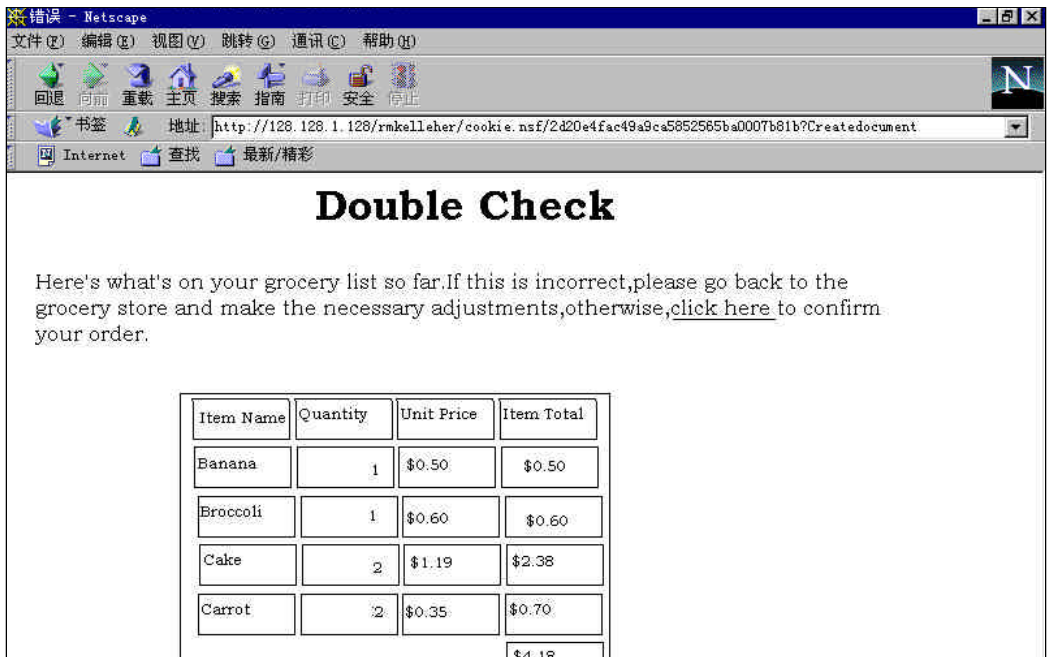 错误 - Netscape
文件(F) 编辑(E) 视图(V) 跳转(G) 通讯(C) 帮助(H)
回退 向前 重载 主页 搜索 指南 打印 安全 停止
N
书签 地址: http://128.128.1.128/rmkelleher/cookie.nsf/2d20e4fac49a9ca5852565ba0007b81b?Createdocument
Internet 查找 最新/精彩
Double Check
Here's what's on your grocery list so far.If this is incorrect,please go back to the
grocery store and make the necessary adjustments,otherwise,click here to confirm
your order.
Item Name Quantity Unit Price Item Total
Banana 1 $0.50 $0.50
Broccoli 1 $0.60 $0.60
Cake 2 $1.19 $2.38
Carrot 2 $0.35 $0.70
$4.18